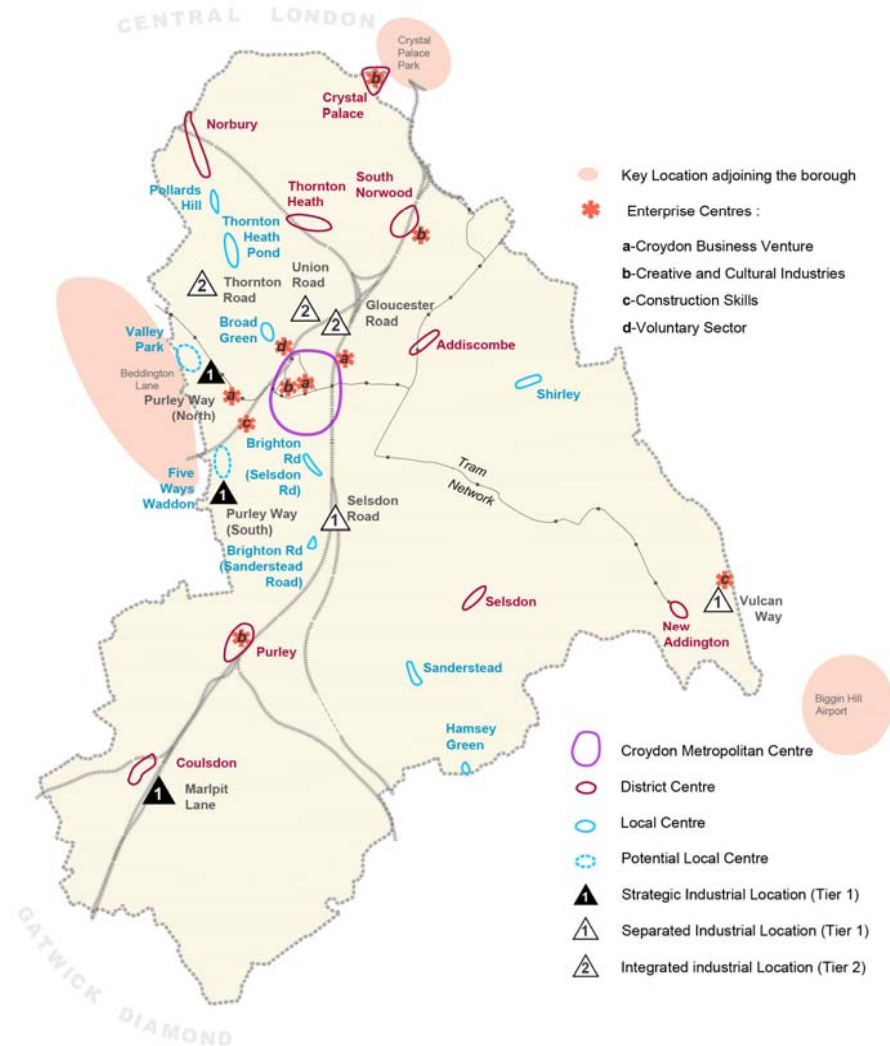 CENTRAL LONDON
Crystal
Palace
Park
b
Crystal
Palace
Norbury
Pollards
Hill
Thornton
Heath
South
Norwood
b
Thornton
Heath
Pond
Union
Road
2
Thornton
Road
2
2
Gloucester
Road
Broad
Green
d
a
Addiscombe
Valley
Park
Beddington
Lane
1
Purley Way
(North)
a
b
a
Shirley
c
Brighton
Rd
(Selsdon
Rd)
Tram
Network
Five
Ways
Waddon
1
Purley Way
(South)
Selsdon
Road
1
Brighton Rd
(Sanderstead
Road)
c
1
Vulcan
Way
Selsdon
New
Addington
b
Purley
Sanderstead
Biggin Hill
Airport
Hamsey
Green
Coulsdon
1
Marlpit
Lane
GATWICK DIAMOND
Key Location adjoining the borough
Enterprise Centres :
a-Croydon Business Venture
b-Creative and Cultural Industries
c-Construction Skills
d-Voluntary Sector
Croydon Metropolitan Centre
District Centre
Local Centre
Potential Local Centre
1 Strategic Industrial Location (Tier 1)
1 Separated Industrial Location (Tier 1)
2 Integrated industrial Location (Tier 2)